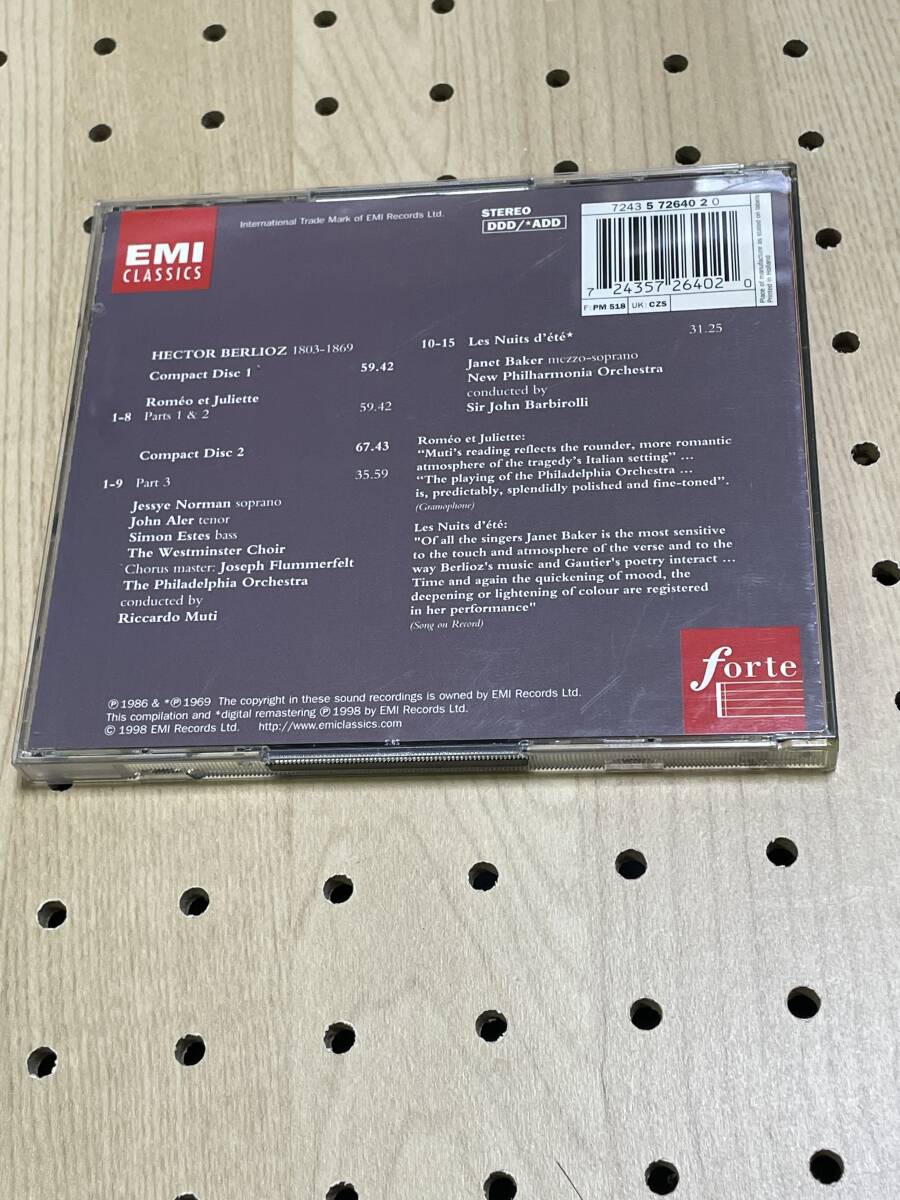 EMI
CLASSICS
International Trade Mark of EMI Records Ltd.
STEREO
DDD/*ADD
7243 5 72640 2 0
7 24357 26402 0
F: PM 518 UK: CZS
Place of manufacture as stated on labels
Printed in Holland
HECTOR BERLIOZ 1803-1869
Compact Disc 1 59.42
Roméo et Juliette
1-8 Parts 1 & 2 59.42
Compact Disc 2 67.43
1-9 Part 3 35.59
Jessye Norman soprano
John Aler tenor
Simon Estes bass
The Westminster Choir
Chorus master: Joseph Flummerfelt
The Philadelphia Orchestra
conducted by
Riccardo Muti
10-15 Les Nuits d'été* 31.25
Janet Baker mezzo-soprano
New Philharmonia Orchestra
conducted by
Sir John Barbirolli
Roméo et Juliette:
“Muti's reading reflects the rounder, more romantic
atmosphere of the tragedy's Italian setting” ...
“The playing of the Philadelphia Orchestra ...
is, predictably, splendidly polished and fine-toned”.
(Gramophone)
Les Nuits d'été:
"Of all the singers Janet Baker is the most sensitive
to the touch and atmosphere of the verse and to the
way Berlioz's music and Gautier's poetry interact ...
Time and again the quickening of mood, the
deepening or lightening of colour are registered
in her performance"
(Song on Record)
forte
℗ 1986 & *℗ 1969 The copyright in these sound recordings is owned by EMI Records Ltd.
This compilation and *digital remastering ℗ 1998 by EMI Records Ltd.
© 1998 EMI Records Ltd. http://www.emiclassics.com